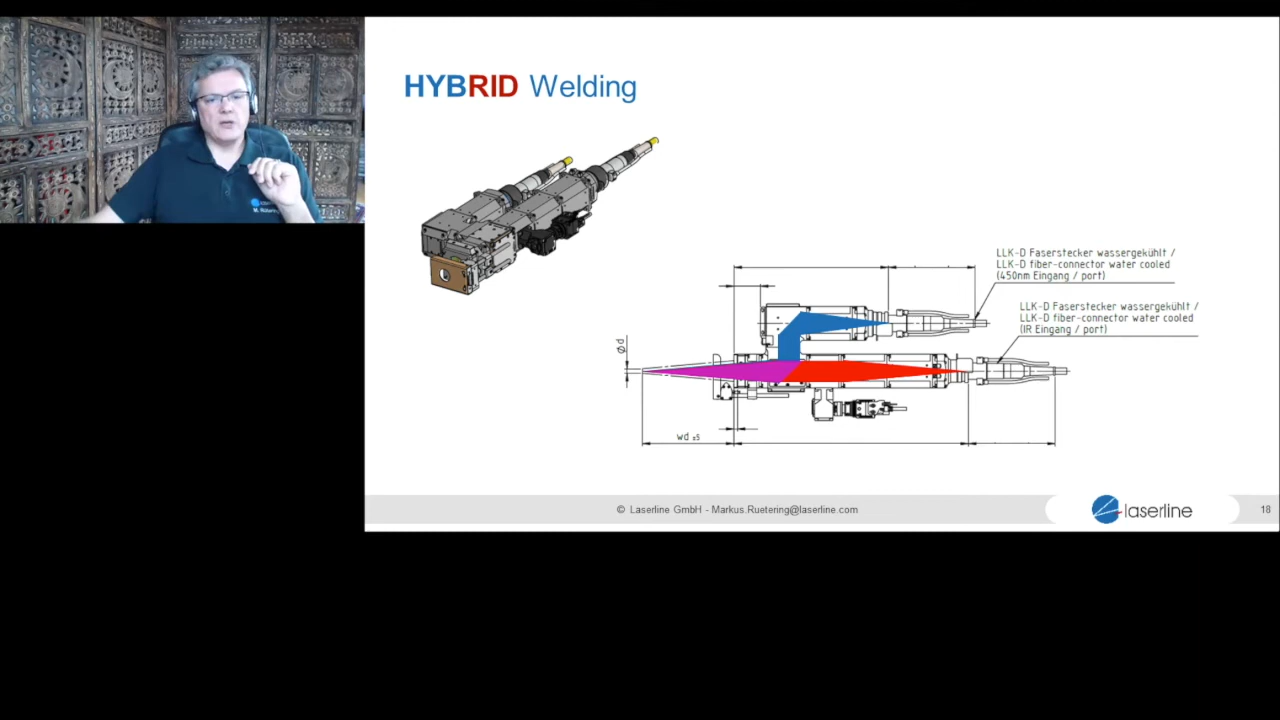 HYBRID Welding
LLK-D Faserstecker wassergekühlt /
LLK-D fiber-connector water cooled
(450nm Eingang / port)
LLK-D Faserstecker wassergekühlt /
LLK-D fiber-connector water cooled
(IR Eingang / port)
Ød
wd ±5
© Laserline GmbH - Markus.Ruetering@laserline.com
laserline
18